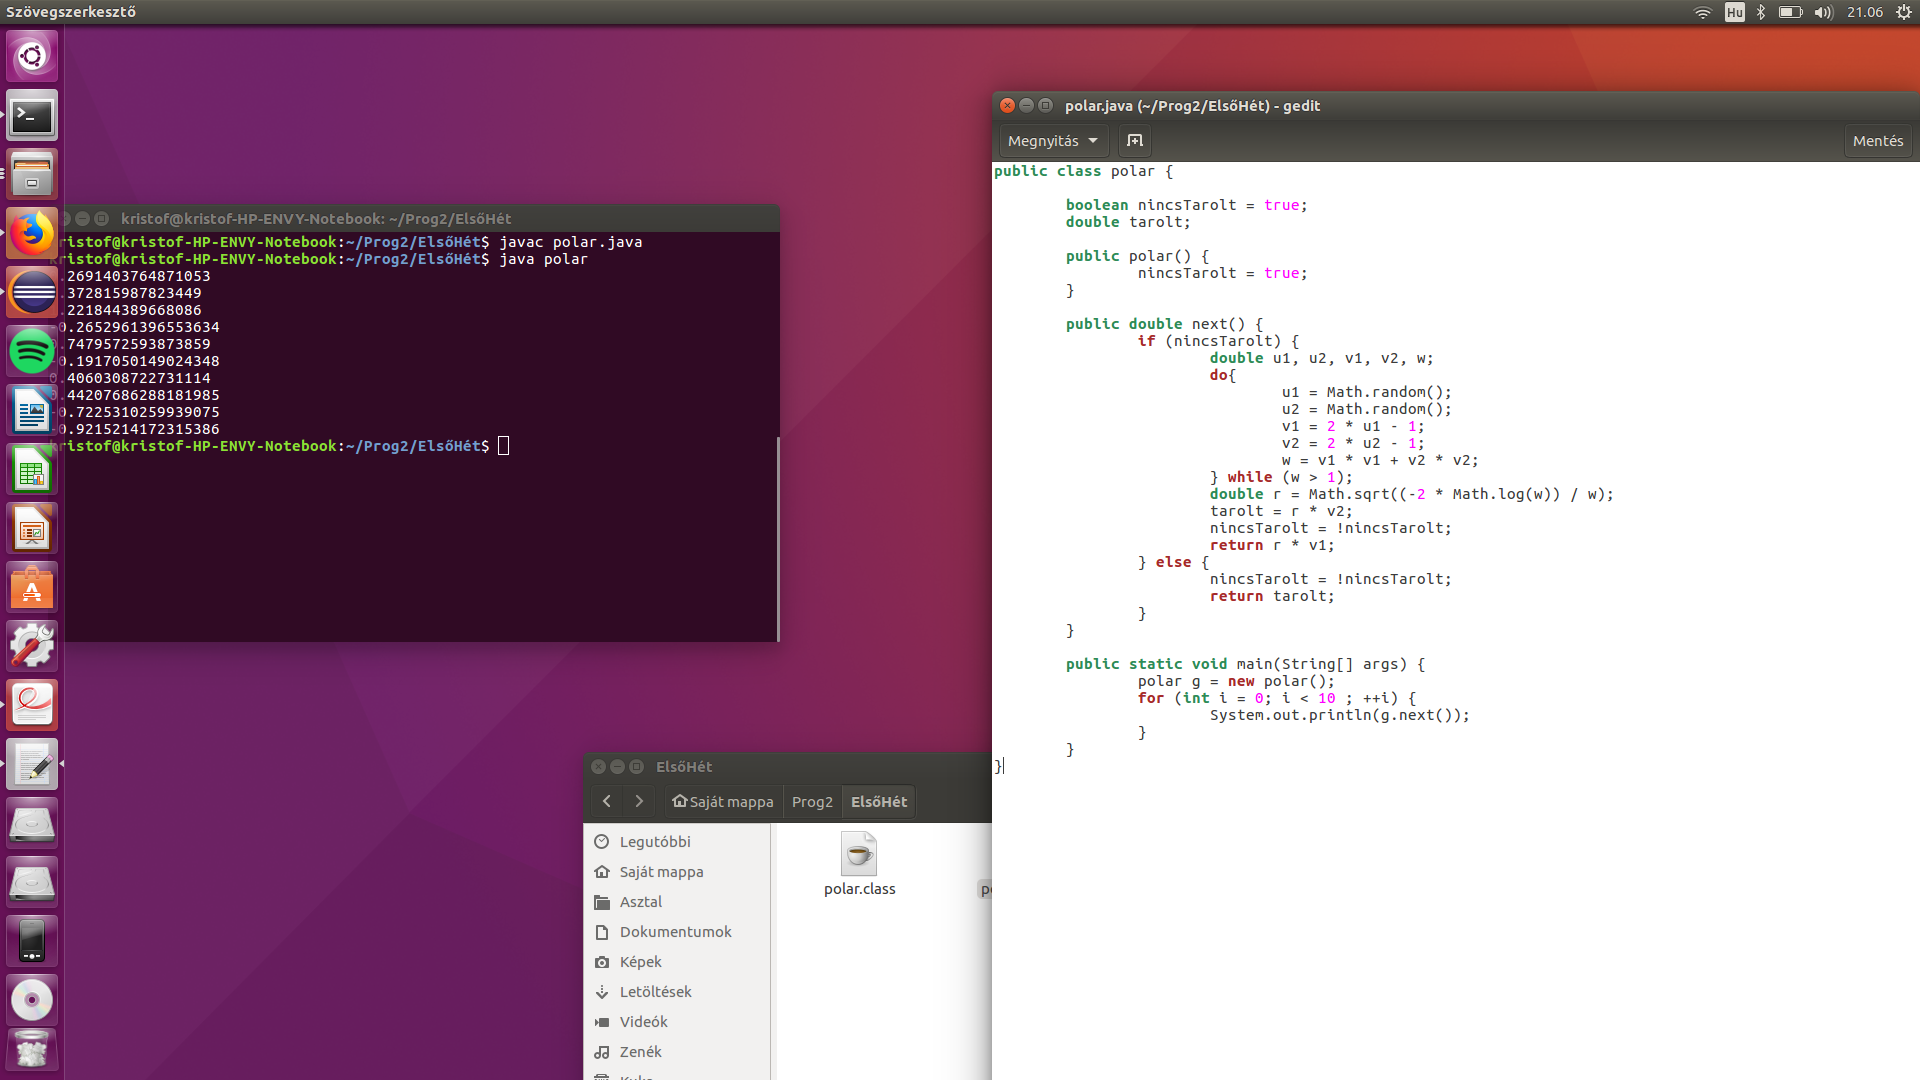 Szövegszerkesztő
Hu
21.06
kristof@kristof-HP-ENVY-Notebook: ~/Prog2/ElsőHét
ristof@kristof-HP-ENVY-Notebook:~/Prog2/ElsőHét$ javac polar.java
ristof@kristof-HP-ENVY-Notebook:~/Prog2/ElsőHét$ java polar
.2691403764871053
.372815987823449
.221844389668086
0.2652961396553634
.7479572593873859
0.1917050149024348
0.4060308722731114
.44207686288181985
0.7225310259939075
0.9215214172315386
ristof@kristof-HP-ENVY-Notebook:~/Prog2/ElsőHét$
polar.java (~/Prog2/ElsőHét) - gedit
Megnyitás
Mentés
public class polar {
boolean nincsTarolt = true;
double tarolt;
public polar() {
nincsTarolt = true;
}
public double next() {
if (nincsTarolt) {
double u1, u2, v1, v2, w;
do{
u1 = Math.random();
u2 = Math.random();
v1 = 2 * u1 - 1;
v2 = 2 * u2 - 1;
w = v1 * v1 + v2 * v2;
} while (w > 1);
double r = Math.sqrt((-2 * Math.log(w)) / w);
tarolt = r * v2;
nincsTarolt = !nincsTarolt;
return r * v1;
} else {
nincsTarolt = !nincsTarolt;
return tarolt;
}
}
public static void main(String[] args) {
polar g = new polar();
for (int i = 0; i < 10 ; ++i) {
System.out.println(g.next());
}
}
}
ElsőHét
Saját mappa
Prog2
ElsőHét
Legutóbbi
Saját mappa
Asztal
Dokumentumok
Képek
Letöltések
Videók
Zenék
polar.class